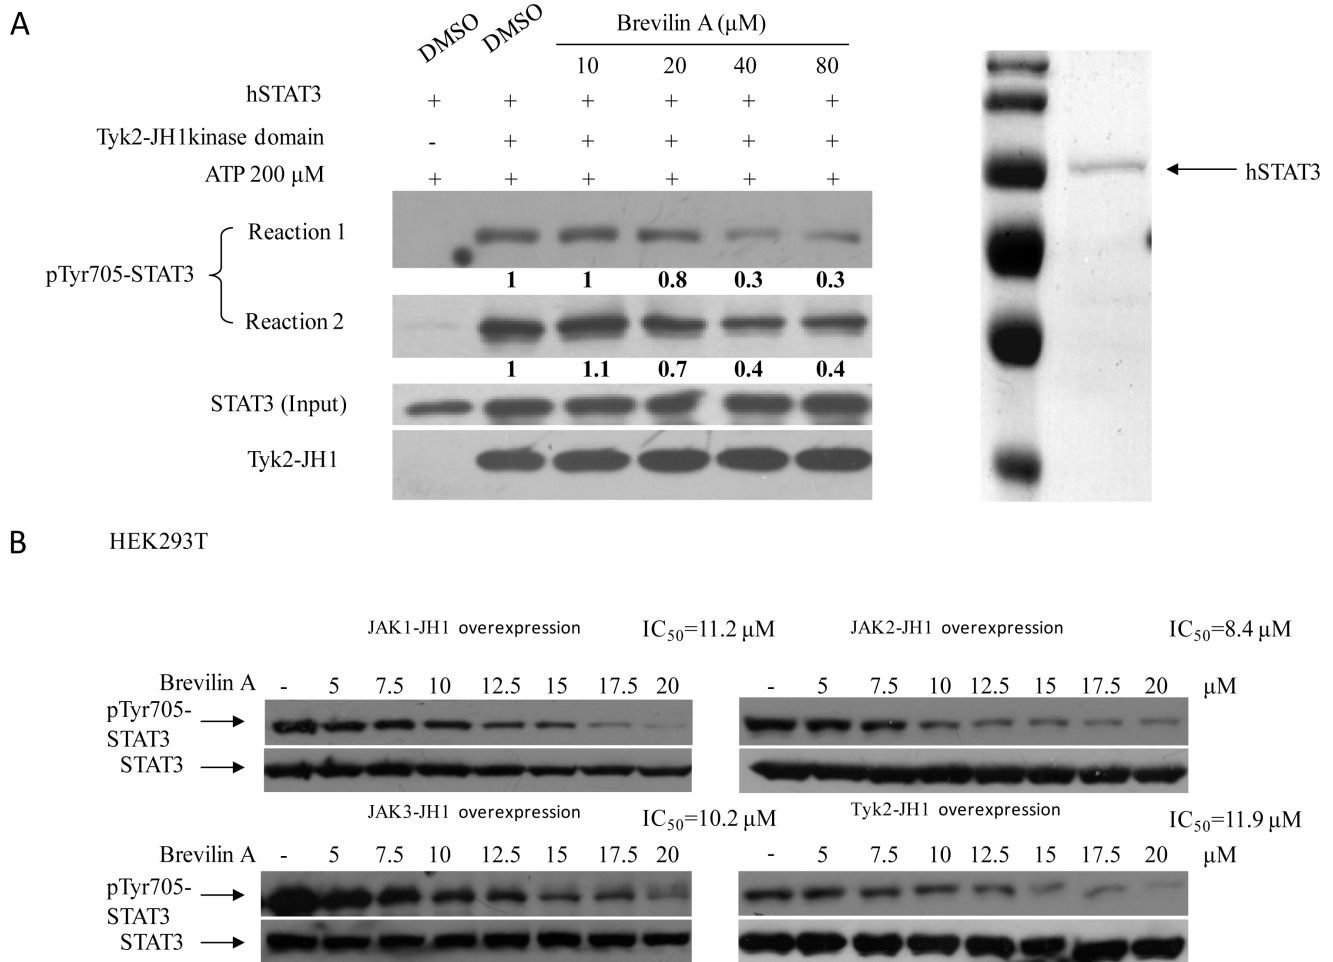 A
DMSO DMSO Brevilin A (μM)
10 20 40 80
hSTAT3 + + + + + +
Tyk2-JH1kinase domain - + + + + +
ATP 200 μM + + + + + +
hSTAT3
Reaction 1
1 1 0.8 0.3 0.3
pTyr705-STAT3
Reaction 2
1 1.1 0.7 0.4 0.4
STAT3 (Input)
Tyk2-JH1
B HEK293T
JAK1-JH1 overexpression IC50=11.2 μM JAK2-JH1 overexpression IC50=8.4 μM
Brevilin A - 5 7.5 10 12.5 15 17.5 20 - 5 7.5 10 12.5 15 17.5 20 μM
pTyr705-
STAT3
STAT3
JAK3-JH1 overexpression IC50=10.2 μM Tyk2-JH1 overexpression IC50=11.9 μM
Brevilin A - 5 7.5 10 12.5 15 17.5 20 - 5 7.5 10 12.5 15 17.5 20 μM
pTyr705-
STAT3
STAT3